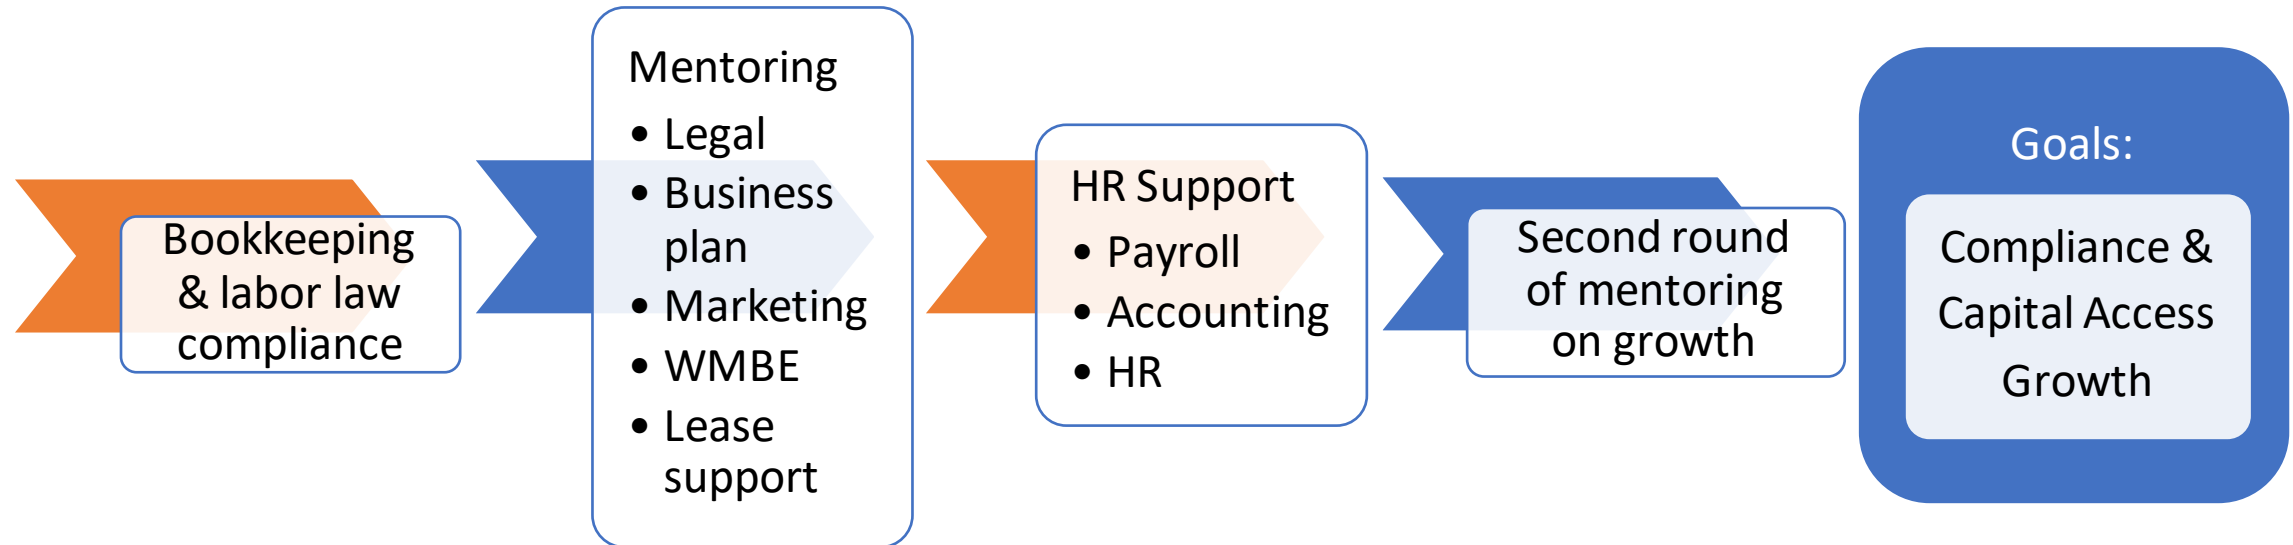 Bookkeeping
& labor law
compliance
Mentoring
• Legal
• Business
plan
• Marketing
• WMBE
• Lease
support
HR Support
• Payroll
• Accounting
• HR
Second round
of mentoring
on growth
Goals:
Compliance &
Capital Access
Growth